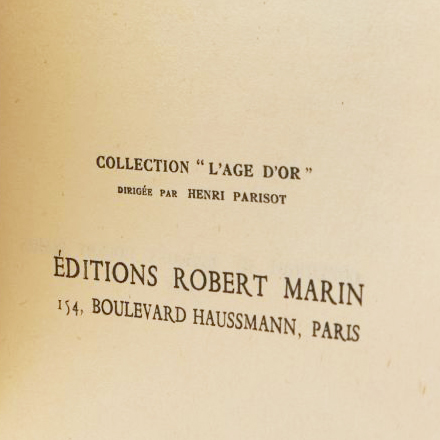 COLLECTION "L'AGE D'OR"
DIRIGÉE PAR HENRI PARISOT
ÉDITIONS ROBERT MARIN
154, BOULEVARD HAUSSMANN, PARIS